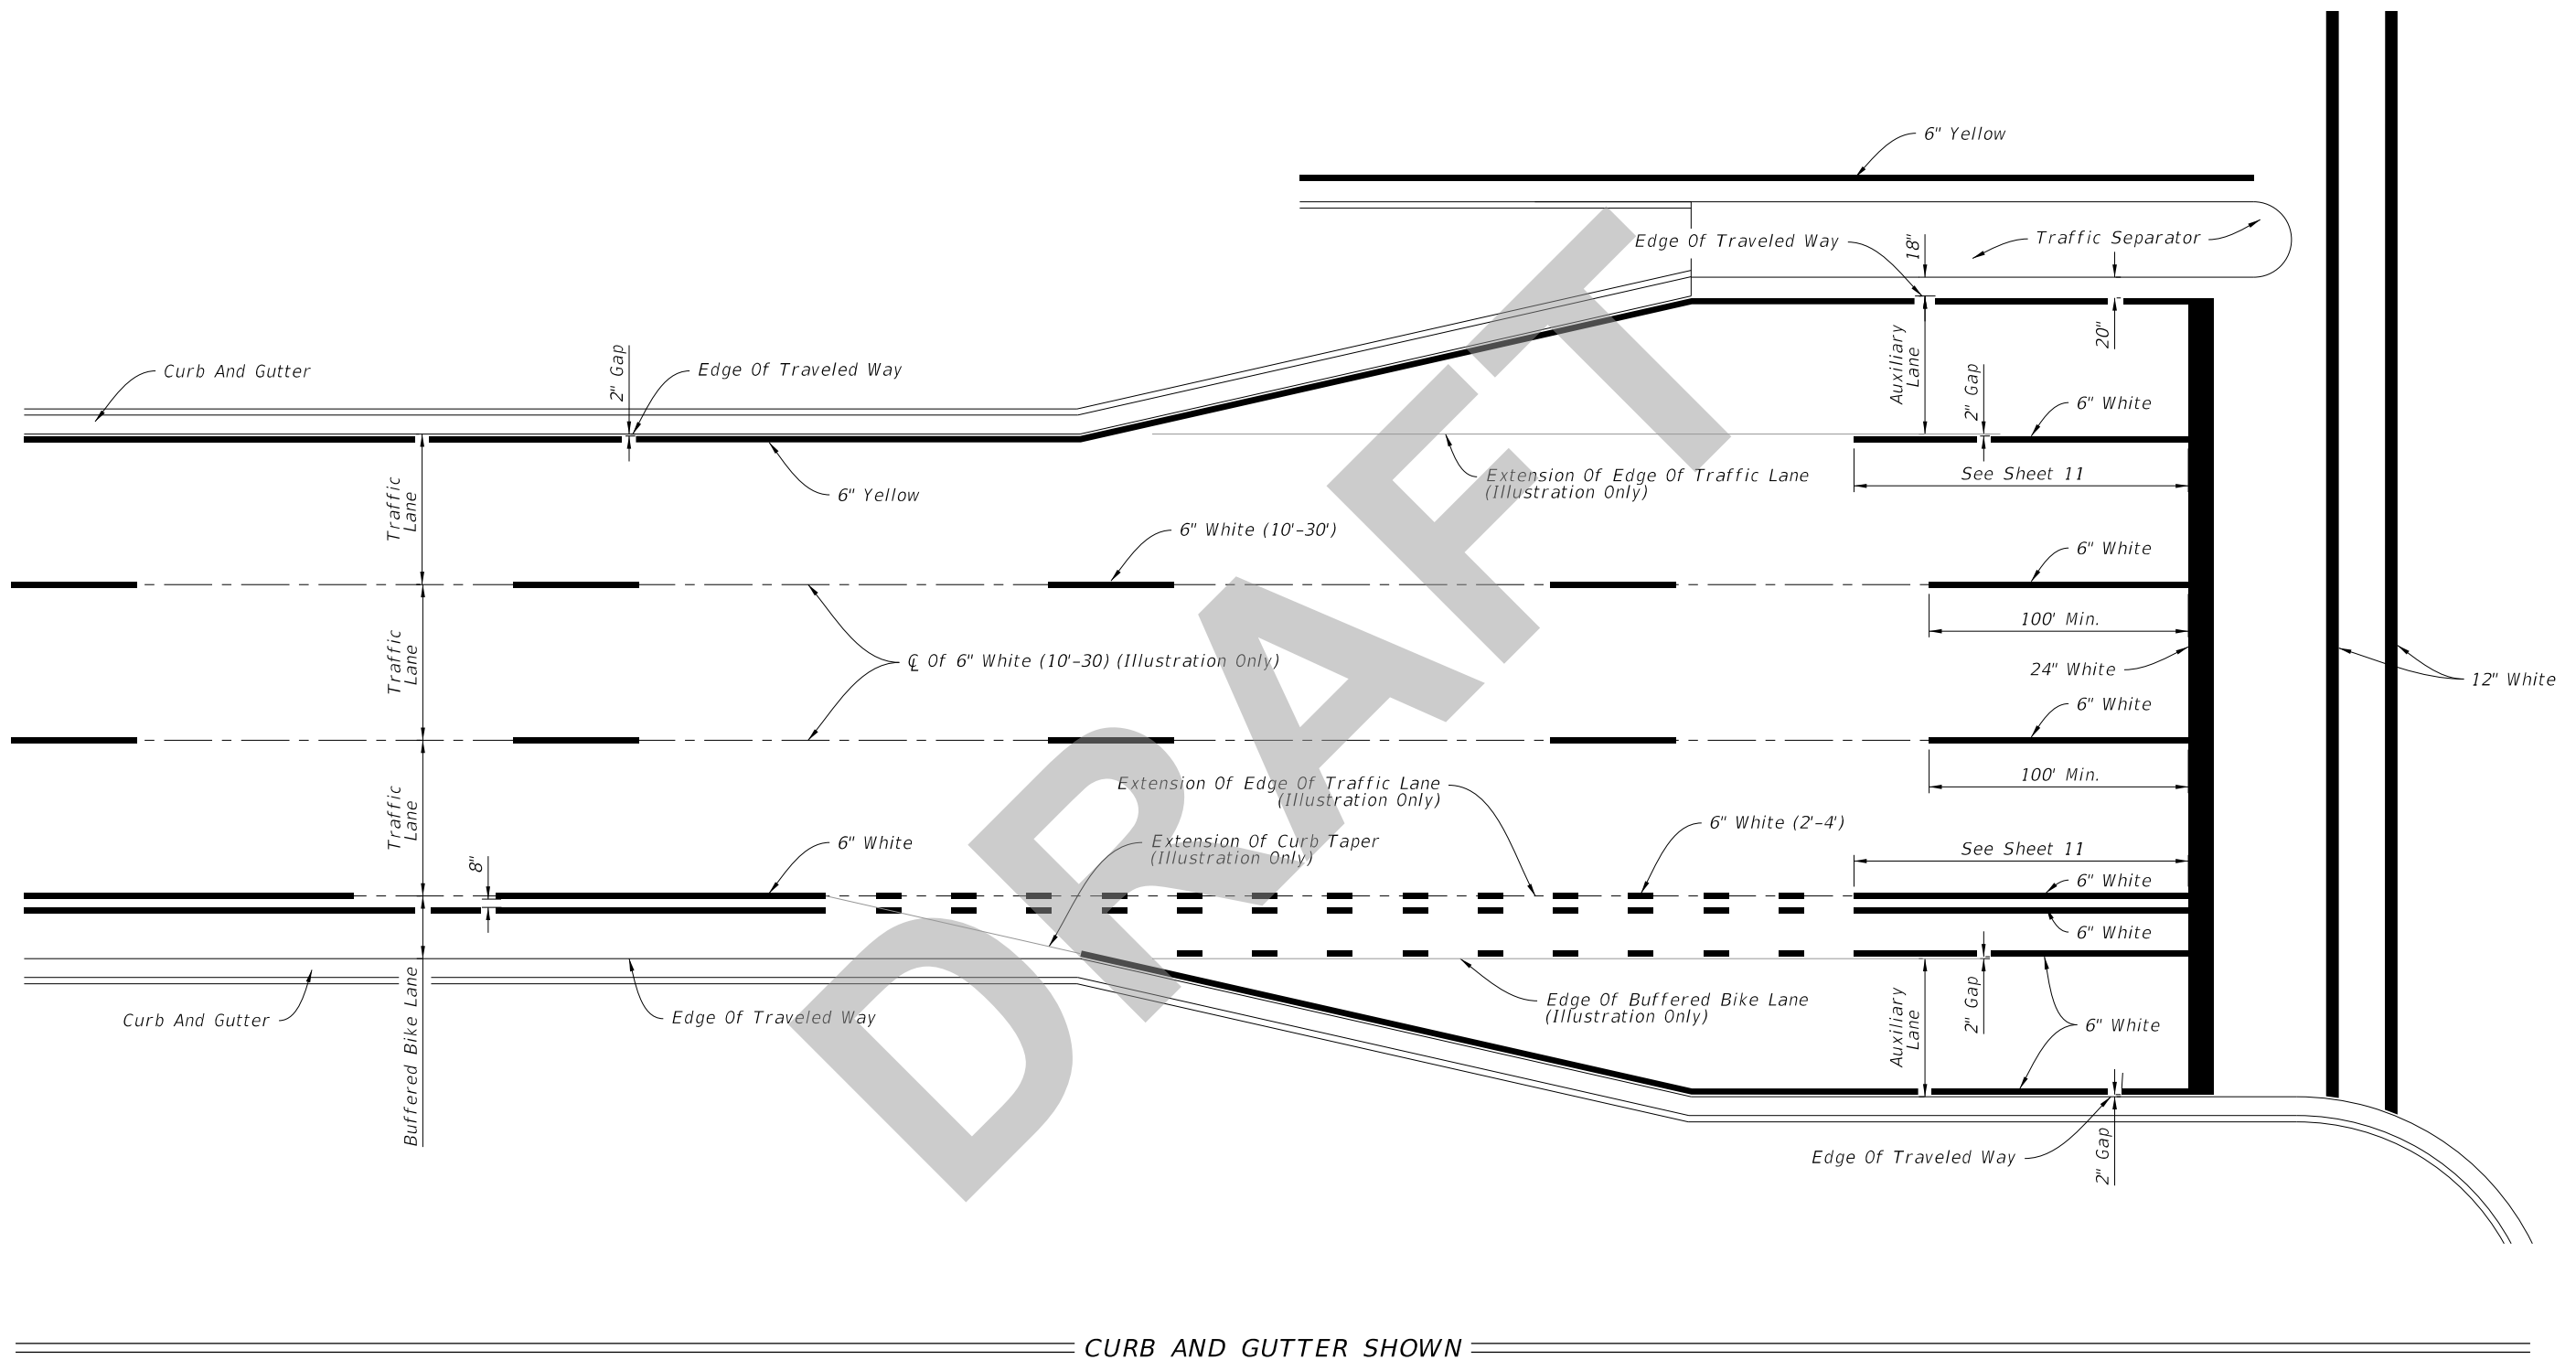 6" Yellow
Edge Of Traveled Way
18"
Traffic Separator
20"
Auxiliary
Lane
Curb And Gutter
2" Gap
Edge Of Traveled Way
2" Gap
6" White
Traffic
Lane
6" Yellow
Extension Of Edge Of Traffic Lane
(Illustration Only)
See Sheet 11
6" White (10'-30')
6" White
100' Min.
Traffic
Lane
℄ Of 6" White (10'-30) (Illustration Only)
24" White
12" White
6" White
100' Min.
Traffic
Lane
Extension Of Edge Of Traffic Lane
(Illustration Only)
6" White
Extension Of Curb Taper
(Illustration Only)
6" White (2'-4')
See Sheet 11
8"
6" White
6" White
Buffered Bike Lane
Curb And Gutter
Edge Of Traveled Way
Edge Of Buffered Bike Lane
(Illustration Only)
Auxiliary
Lane
2" Gap
6" White
Edge Of Traveled Way
2" Gap
DRAFT
CURB AND GUTTER SHOWN